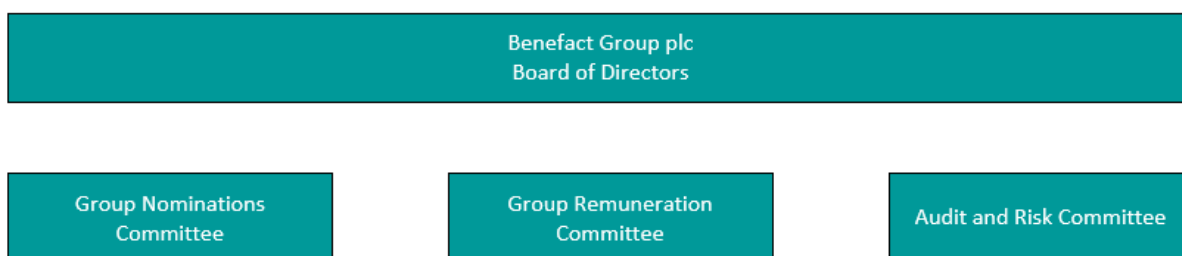 Benefact Group plc
Board of Directors
Group Nominations
Committee
Group Remuneration
Committee
Audit and Risk Committee